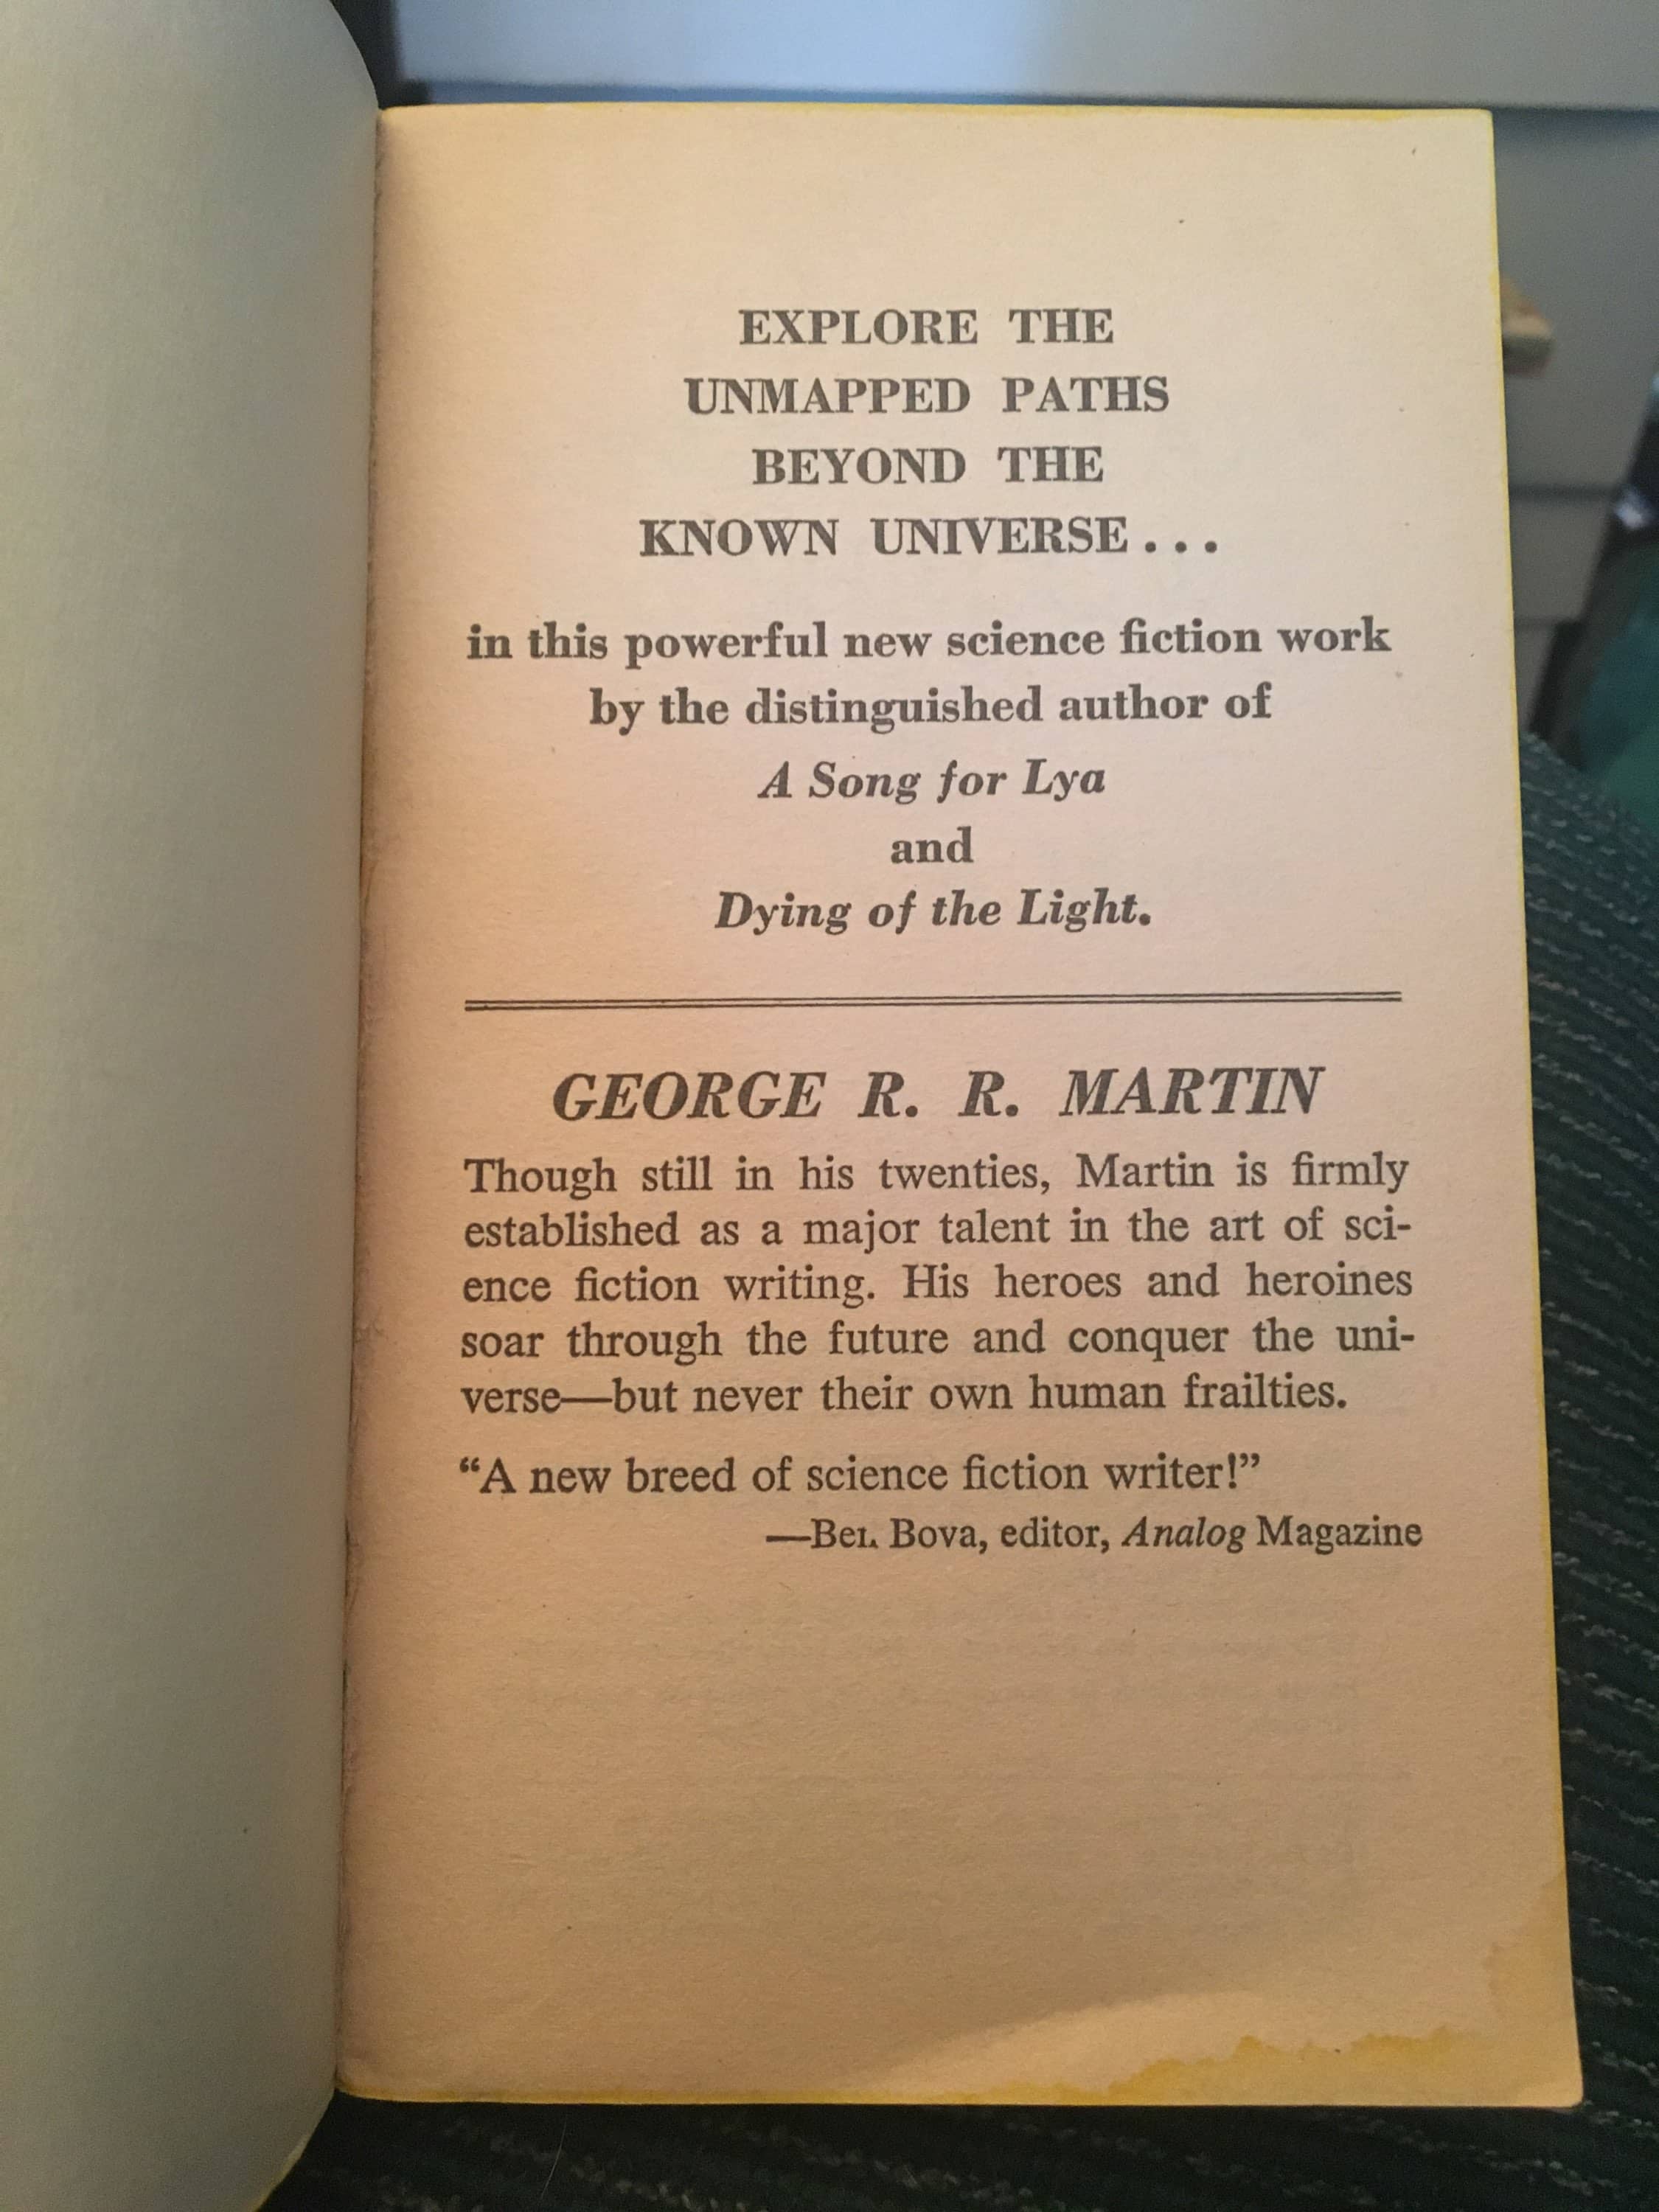 EXPLORE THE
UNMAPPED PATHS
BEYOND THE
KNOWN UNIVERSE...
in this powerful new science fiction work
by the distinguished author of
A Song for Lya
and
Dying of the Light.
GEORGE R. R. MARTIN
Though still in his twenties, Martin is firmly
established as a major talent in the art of sci-
ence fiction writing. His heroes and heroines
soar through the future and conquer the uni-
verse—but never their own human frailties.
“A new breed of science fiction writer!”
—Ben Bova, editor, Analog Magazine